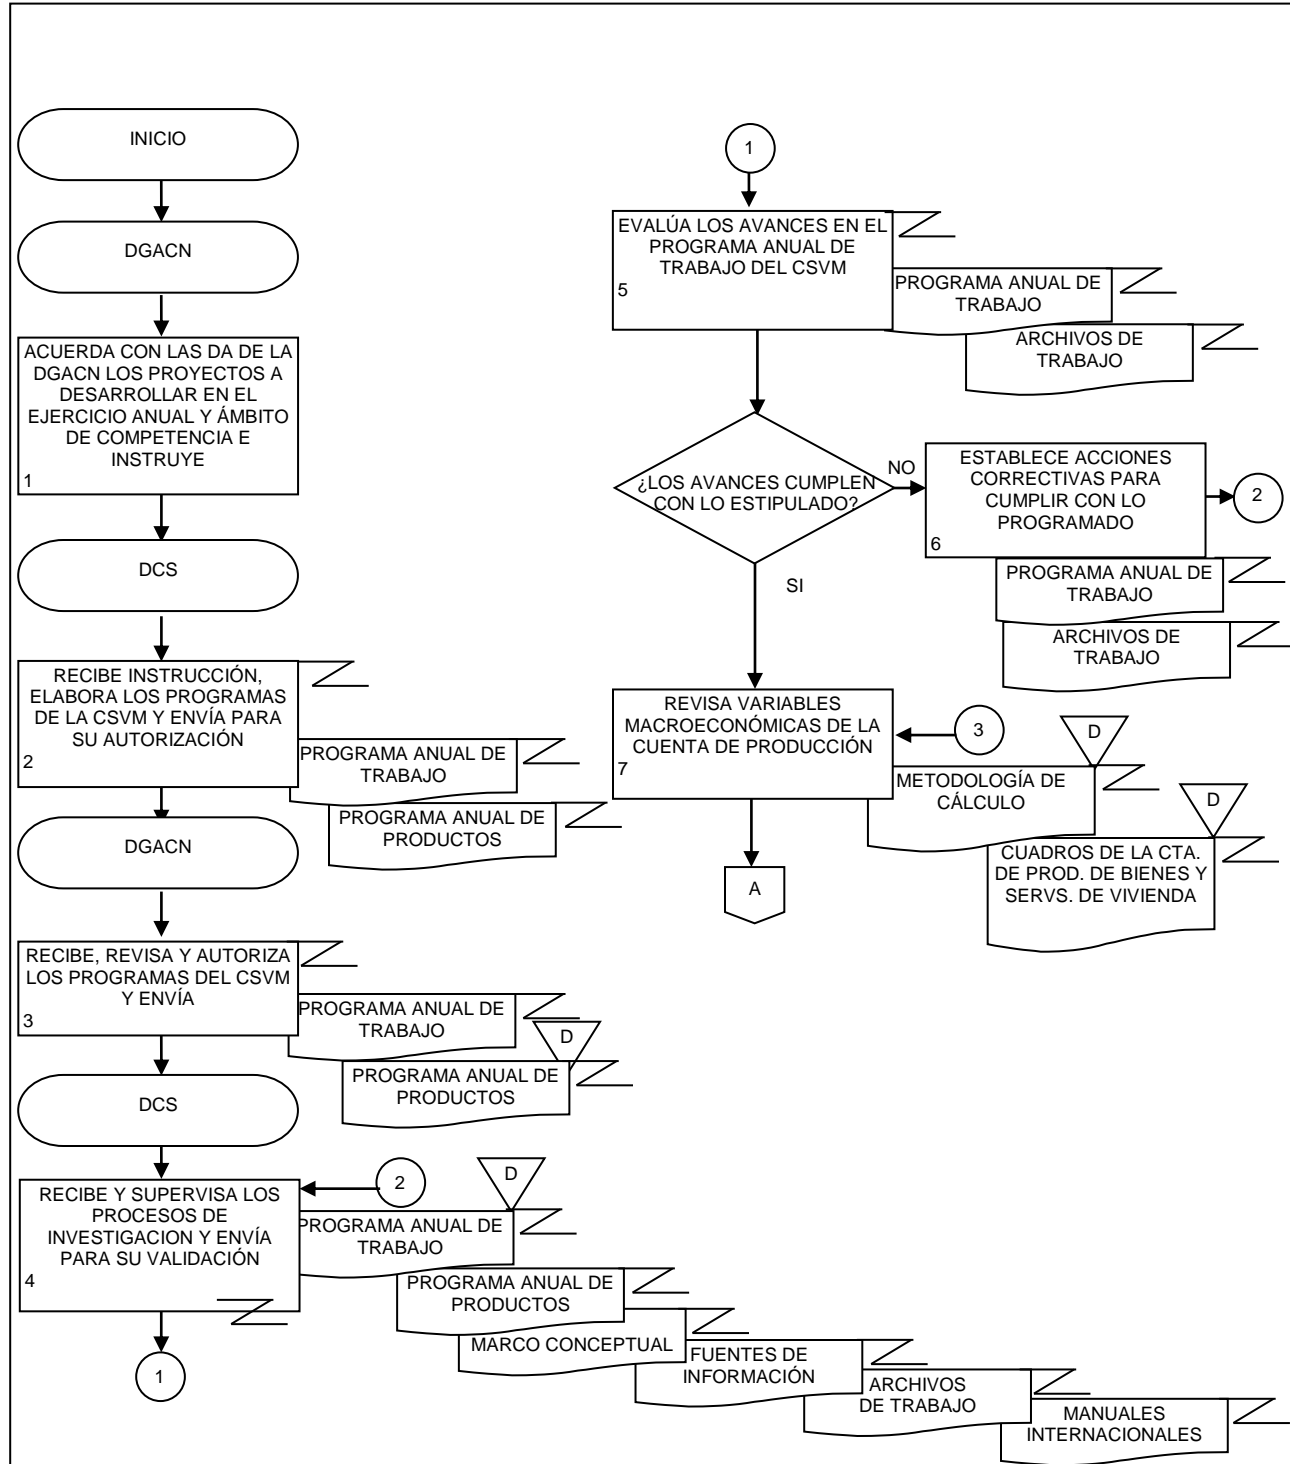 INICIO
DGACN
ACUERDA CON LAS DA DE LA
DGACN LOS PROYECTOS A
DESARROLLAR EN EL
EJERCICIO ANUAL Y ÁMBITO
DE COMPETENCIA E
INSTRUYE
1
DCS
RECIBE INSTRUCCIÓN,
ELABORA LOS PROGRAMAS
DE LA CSVM Y ENVÍA PARA
SU AUTORIZACIÓN
2
PROGRAMA ANUAL DE
TRABAJO
PROGRAMA ANUAL DE
PRODUCTOS
DGACN
RECIBE, REVISA Y AUTORIZA
LOS PROGRAMAS DEL CSVM
Y ENVÍA
3
PROGRAMA ANUAL DE
TRABAJO
D
PROGRAMA ANUAL DE
PRODUCTOS
DCS
RECIBE Y SUPERVISA LOS
PROCESOS DE
INVESTIGACION Y ENVÍA
PARA SU VALIDACIÓN
4
2
D
PROGRAMA ANUAL DE
TRABAJO
PROGRAMA ANUAL DE
PRODUCTOS
MARCO CONCEPTUAL
FUENTES DE
INFORMACIÓN
ARCHIVOS
DE TRABAJO
MANUALES
INTERNACIONALES
1
1
EVALÚA LOS AVANCES EN EL
PROGRAMA ANUAL DE
TRABAJO DEL CSVM
5
PROGRAMA ANUAL DE
TRABAJO
ARCHIVOS DE
TRABAJO
¿LOS AVANCES CUMPLEN
CON LO ESTIPULADO?
NO
ESTABLECE ACCIONES
CORRECTIVAS PARA
CUMPLIR CON LO
PROGRAMADO
6
2
PROGRAMA ANUAL DE
TRABAJO
ARCHIVOS DE
TRABAJO
SI
REVISA VARIABLES
MACROECONÓMICAS DE LA
CUENTA DE PRODUCCIÓN
7
3
D
METODOLOGÍA DE
CÁLCULO
D
CUADROS DE LA CTA.
DE PROD. DE BIENES Y
SERVS. DE VIVIENDA
A